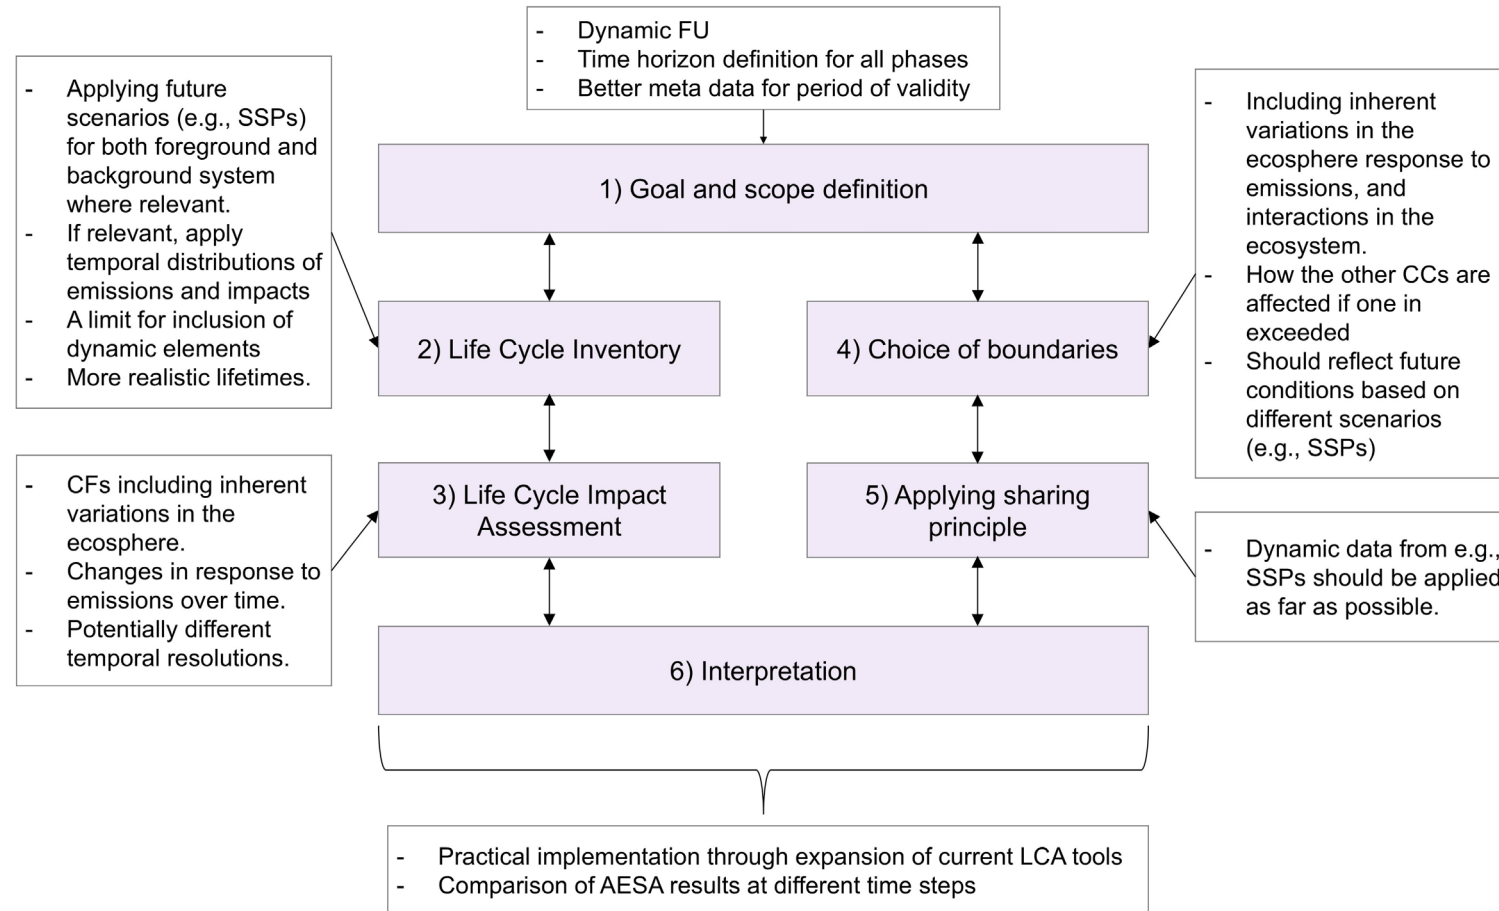 - Dynamic FU
- Time horizon definition for all phases
- Better meta data for period of validity
- Applying future
scenarios (e.g., SSPs)
for both foreground and
background system
where relevant.
- If relevant, apply
temporal distributions of
emissions and impacts
- A limit for inclusion of
dynamic elements
- More realistic lifetimes.
- Including inherent
variations in the
ecosphere response to
emissions, and
interactions in the
ecosystem.
- How the other CCs are
affected if one in
exceeded
- Should reflect future
conditions based on
different scenarios
(e.g., SSPs)
1) Goal and scope definition
2) Life Cycle Inventory
4) Choice of boundaries
- CFs including inherent
variations in the
ecosphere.
- Changes in response to
emissions over time.
- Potentially different
temporal resolutions.
3) Life Cycle Impact
Assessment
5) Applying sharing
principle
- Dynamic data from e.g.,
SSPs should be applied
as far as possible.
6) Interpretation
- Practical implementation through expansion of current LCA tools
- Comparison of AESA results at different time steps